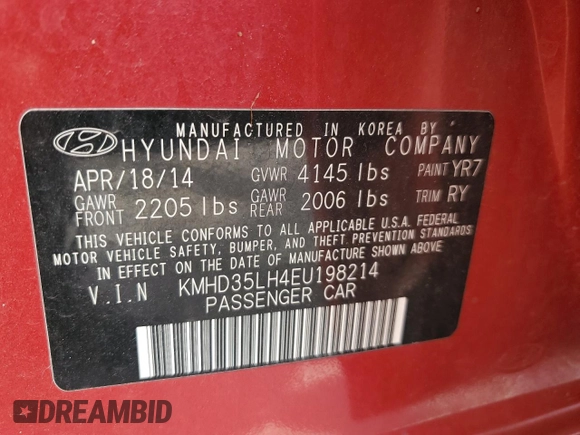 MANUFACTURED IN KOREA BY
HYUNDAI MOTOR COMPANY
APR/18/14 GVWR 4145 lbs PAINT YR7
GAWR FRONT 2205 lbs GAWR REAR 2006 lbs TRIM RY
THIS VEHICLE CONFORMS TO ALL APPLICABLE U.S.A. FEDERAL
MOTOR VEHICLE SAFETY, BUMPER, AND THEFT PREVENTION STANDARDS
IN EFFECT ON THE DATE OF MANUFACTURE SHOWN ABOVE
V.I.N KMHD35LH4EU198214
PASSENGER CAR
DREAMBID